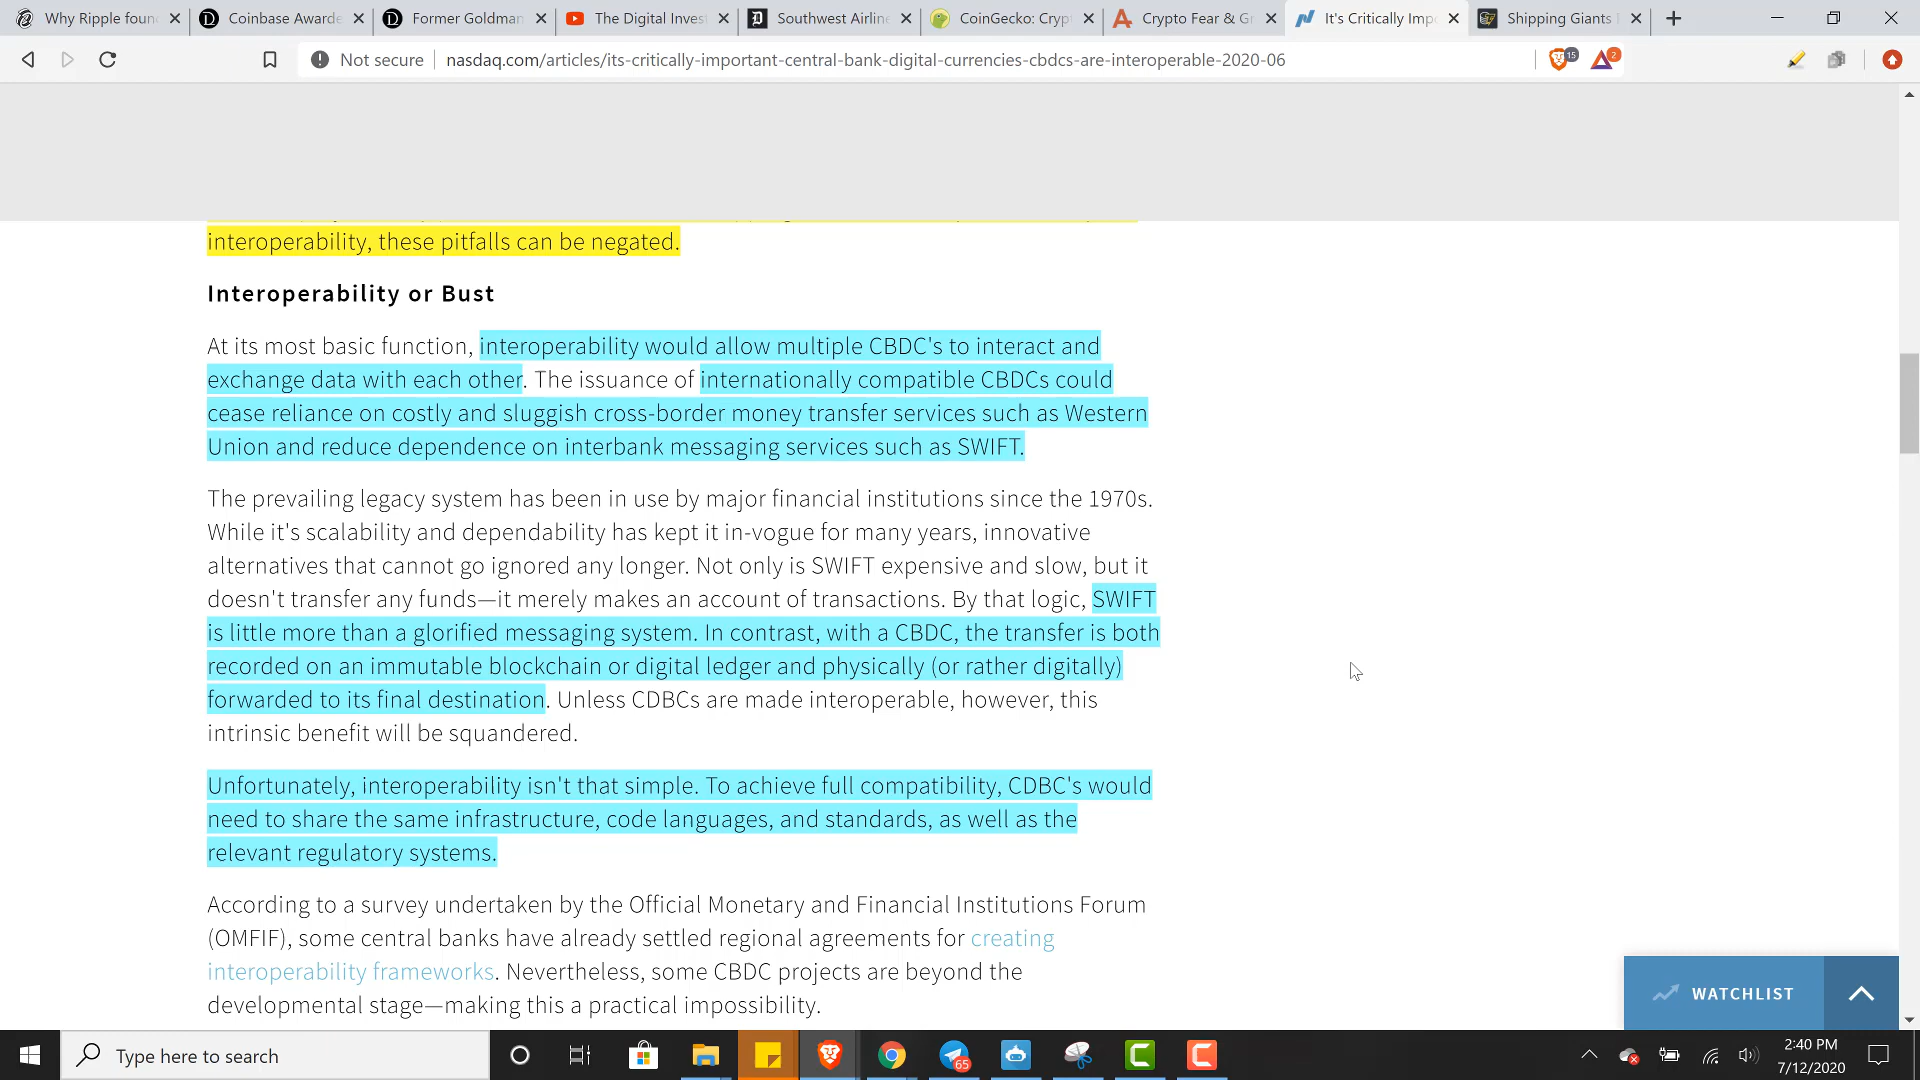 Why Ripple foun
Coinbase Awarde
Former Goldman
The Digital Inves
Southwest Airline
CoinGecko: Cryp
Crypto Fear & Gr
It's Critically Imp
Shipping Giants
Not secure
nasdaq.com/articles/its-critically-important-central-bank-digital-currencies-cbdcs-are-interoperable-2020-06
15
2
interoperability, these pitfalls can be negated.
Interoperability or Bust
At its most basic function, interoperability would allow multiple CBDC's to interact and
exchange data with each other. The issuance of internationally compatible CBDCs could
cease reliance on costly and sluggish cross-border money transfer services such as Western
Union and reduce dependence on interbank messaging services such as SWIFT.
The prevailing legacy system has been in use by major financial institutions since the 1970s.
While it's scalability and dependability has kept it in-vogue for many years, innovative
alternatives that cannot go ignored any longer. Not only is SWIFT expensive and slow, but it
doesn't transfer any funds—it merely makes an account of transactions. By that logic, SWIFT
is little more than a glorified messaging system. In contrast, with a CBDC, the transfer is both
recorded on an immutable blockchain or digital ledger and physically (or rather digitally)
forwarded to its final destination. Unless CDBCs are made interoperable, however, this
intrinsic benefit will be squandered.
Unfortunately, interoperability isn't that simple. To achieve full compatibility, CDBC's would
need to share the same infrastructure, code languages, and standards, as well as the
relevant regulatory systems.
According to a survey undertaken by the Official Monetary and Financial Institutions Forum
(OMFIF), some central banks have already settled regional agreements for creating
interoperability frameworks. Nevertheless, some CBDC projects are beyond the
developmental stage—making this a practical impossibility.
WATCHLIST
Type here to search
65
2:40 PM
7/12/2020